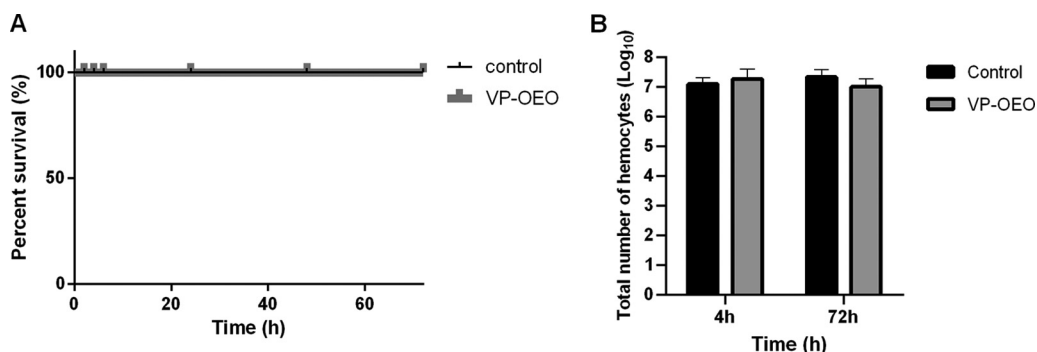 A
Percent survival (%)
100
50
0
0 20 40 60
Time (h)
control
VP-OEO
B
Total number of hemocytes (Log10)
8
7
6
5
4
3
2
1
0
4h 72h
Time (h)
Control
VP-OEO